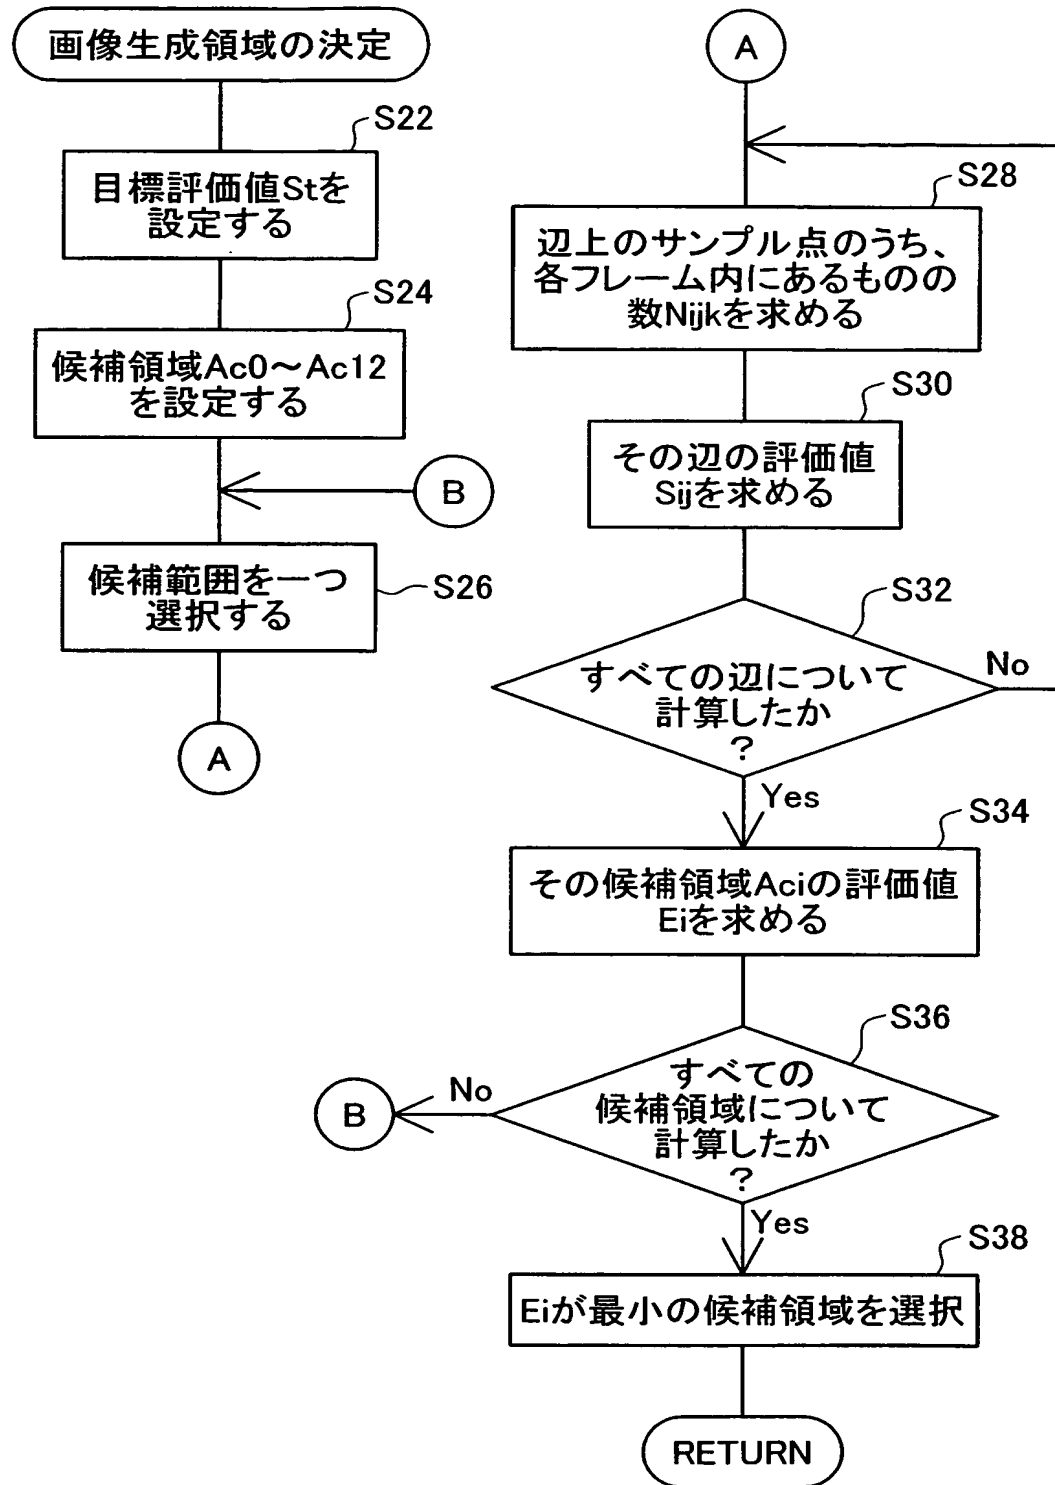 画像生成領域の決定
S22
目標評価値Stを
設定する
S24
候補領域Ac0～Ac12
を設定する
B
候補範囲を一つ
選択する
S26
A
A
S28
辺上のサンプル点のうち、
各フレーム内にあるものの
数Nijkを求める
S30
その辺の評価値
Sijを求める
S32
すべての辺について
計算したか
？
No
Yes
S34
その候補領域Aciの評価値
Eiを求める
S36
すべての
候補領域について
計算したか
？
No
B
Yes
S38
Eiが最小の候補領域を選択
RETURN